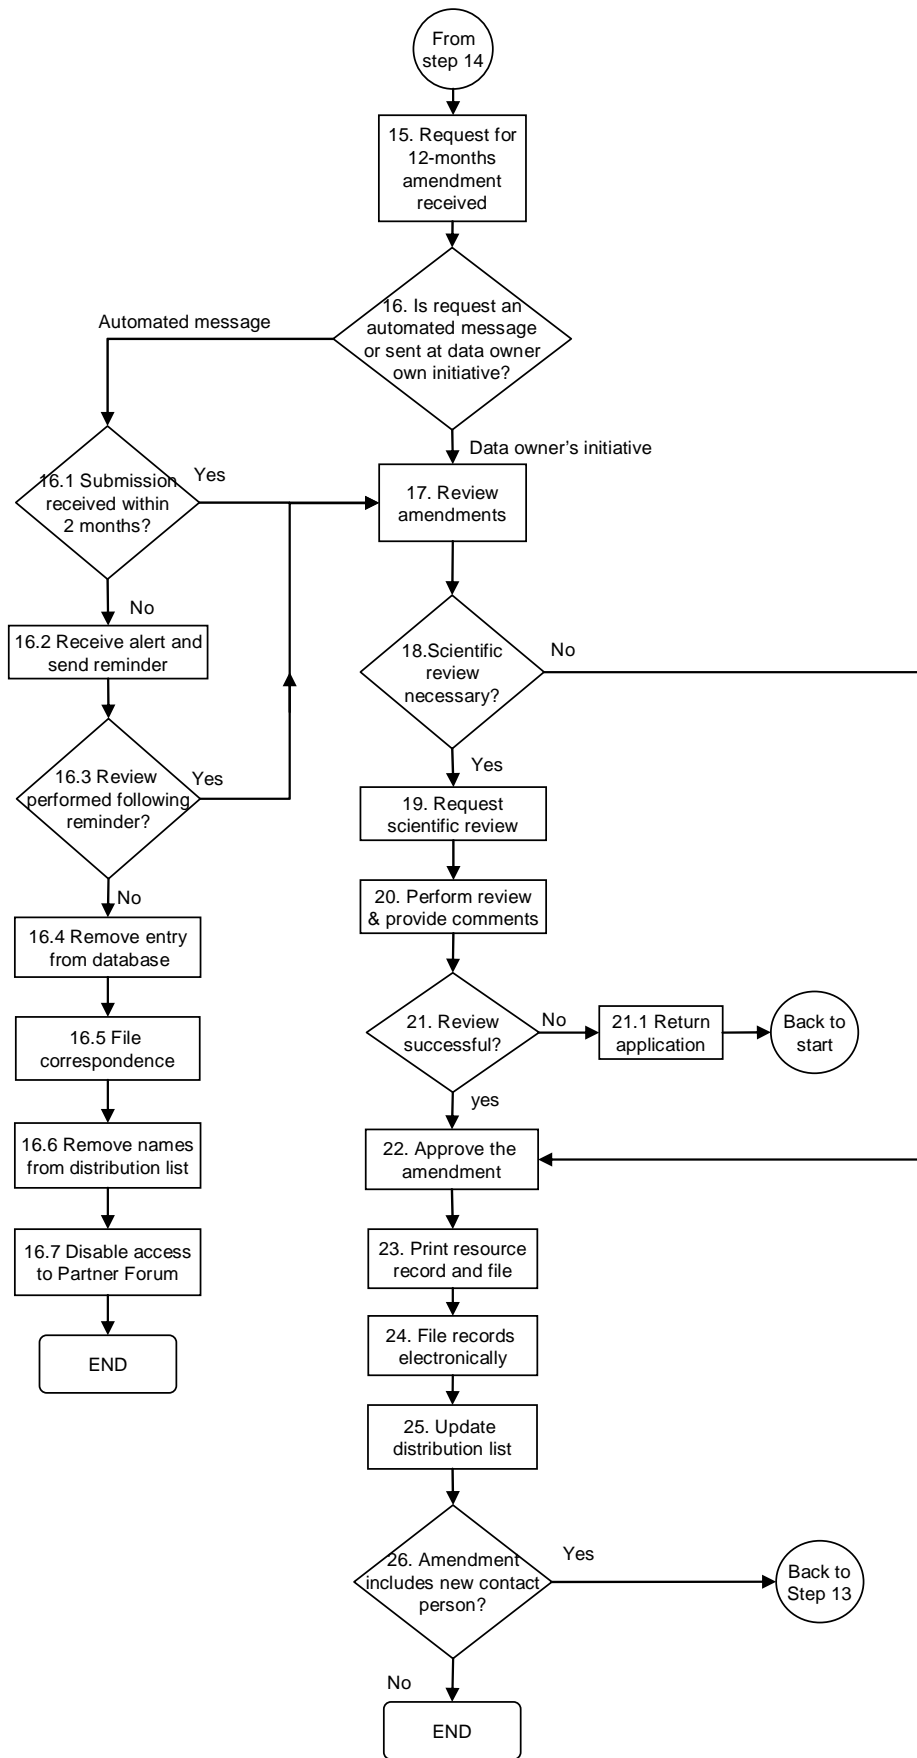 From
step 14
15. Request for
12-months
amendment
received
16. Is request an
automated message
or sent at data owner
own initiative?
Automated message
Data owner's initiative
16.1 Submission
received within
2 months?
Yes
No
17. Review
amendments
16.2 Receive alert and
send reminder
18.Scientific
review
necessary?
No
Yes
16.3 Review
performed following
reminder?
Yes
No
19. Request
scientific review
20. Perform review
& provide comments
16.4 Remove entry
from database
21. Review
successful?
No
yes
21.1 Return
application
Back to
start
16.5 File
correspondence
16.6 Remove names
from distribution list
22. Approve the
amendment
16.7 Disable access
to Partner Forum
23. Print resource
record and file
END
24. File records
electronically
25. Update
distribution list
26. Amendment
includes new contact
person?
Yes
No
Back to
Step 13
END